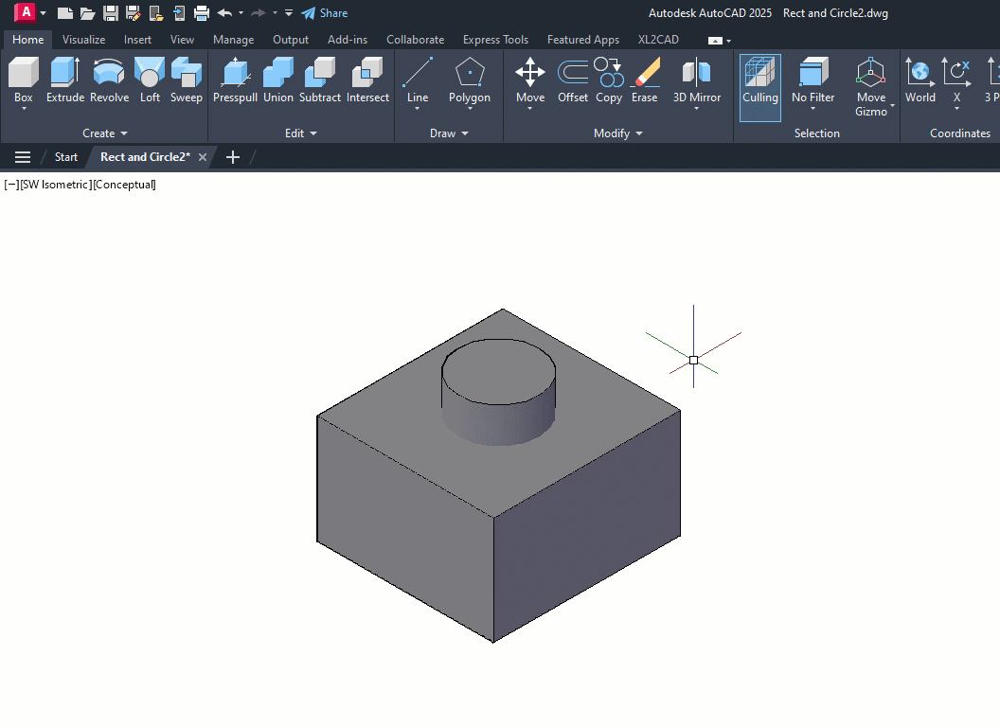 A Share Autodesk AutoCAD 2025 Rect and Circle2.dwg
Home Visualize Insert View Manage Output Add-ins Collaborate Express Tools Featured Apps XL2CAD
Box Extrude Revolve Loft Sweep Presspull Union Subtract Intersect Line Polygon Move Offset Copy Erase 3D Mirror Culling No Filter Move Gizmo World X 3 P
Create Edit Draw Modify Selection Coordinates
Start Rect and Circle2*
[−][SW Isometric][Conceptual]